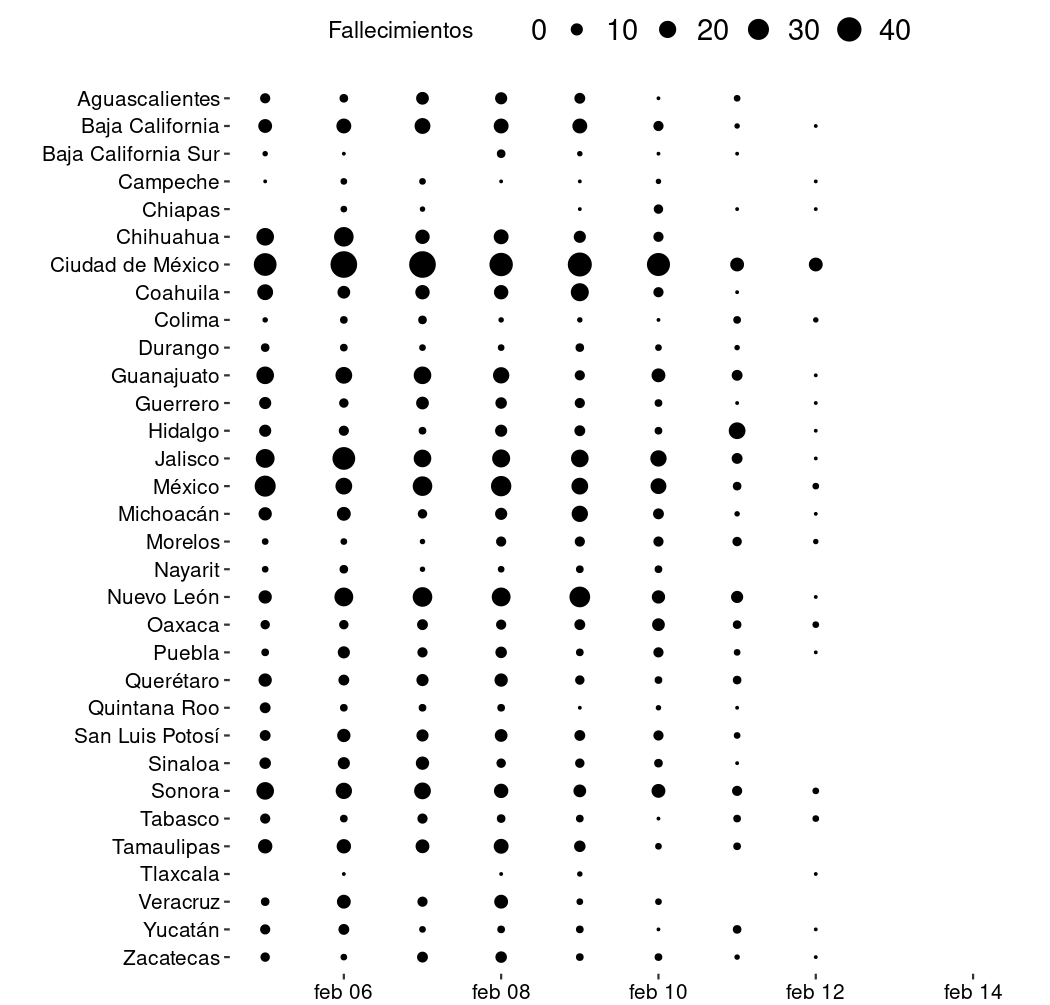 Fallecimientos 0 10 20 30 40
Aguascalientes
Baja California
Baja California Sur
Campeche
Chiapas
Chihuahua
Ciudad de México
Coahuila
Colima
Durango
Guanajuato
Guerrero
Hidalgo
Jalisco
México
Michoacán
Morelos
Nayarit
Nuevo León
Oaxaca
Puebla
Querétaro
Quintana Roo
San Luis Potosí
Sinaloa
Sonora
Tabasco
Tamaulipas
Tlaxcala
Veracruz
Yucatán
Zacatecas
feb 06 feb 08 feb 10 feb 12 feb 14